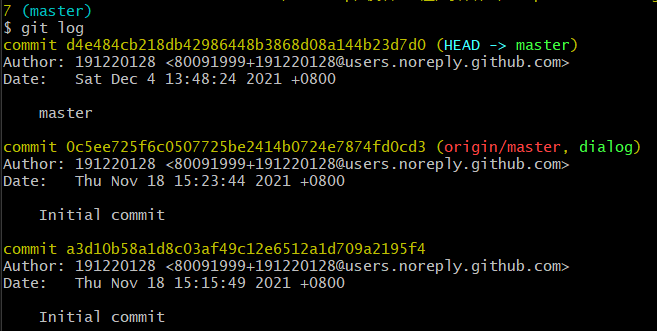 7 (master)
$ git log
commit d4e484cb218db42986448b3868d08a144b23d7d0 (HEAD -> master)
Author: 191220128 <80091999+191220128@users.noreply.github.com>
Date:   Sat Dec 4 13:48:24 2021 +0800
master
commit 0c5ee725f6c0507725be2414b0724e7874fd0cd3 (origin/master, dialog)
Author: 191220128 <80091999+191220128@users.noreply.github.com>
Date:   Thu Nov 18 15:23:44 2021 +0800
Initial commit
commit a3d10b58a1d8c03af49c12e6512a1d709a2195f4
Author: 191220128 <80091999+191220128@users.noreply.github.com>
Date:   Thu Nov 18 15:15:49 2021 +0800
Initial commit